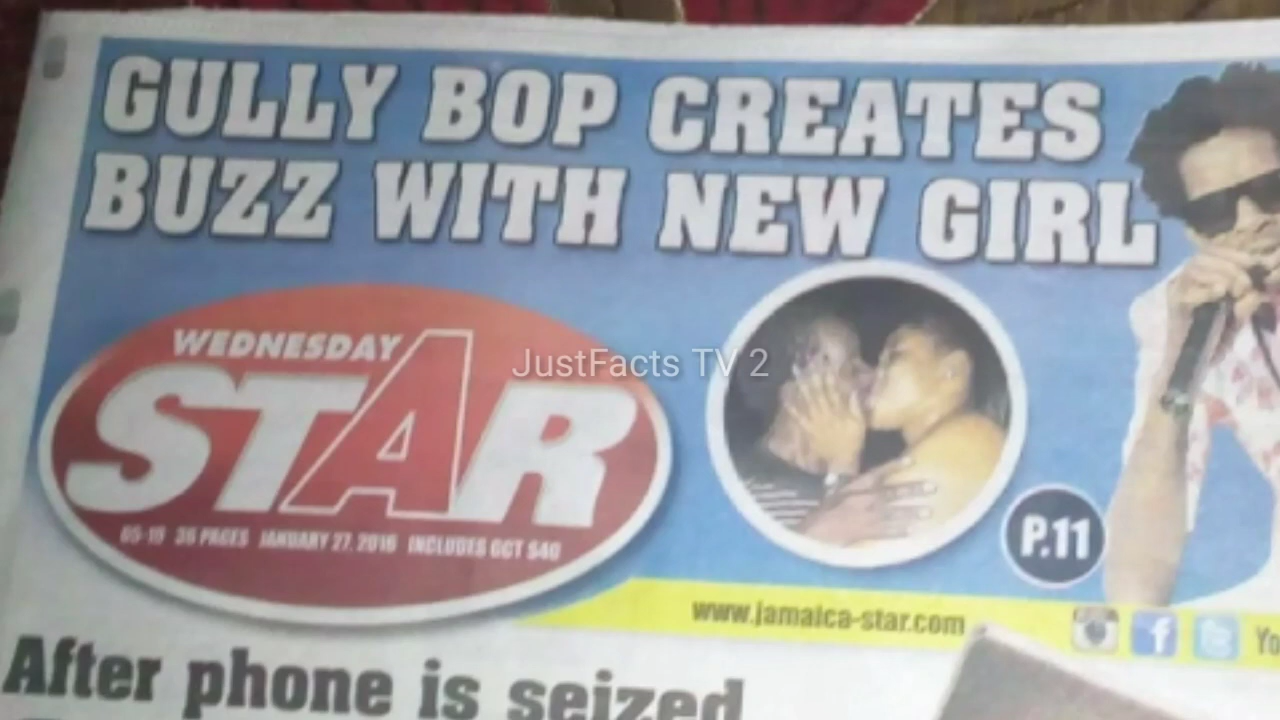 GULLY BOP CREATES
BUZZ WITH NEW GIRL
WEDNESDAY
STAR
36 PAGES JANUARY 27, 2016 INCLUDES GCT $40
JustFacts TV 2
P.11
www.jamaica-star.com
After phone is seized